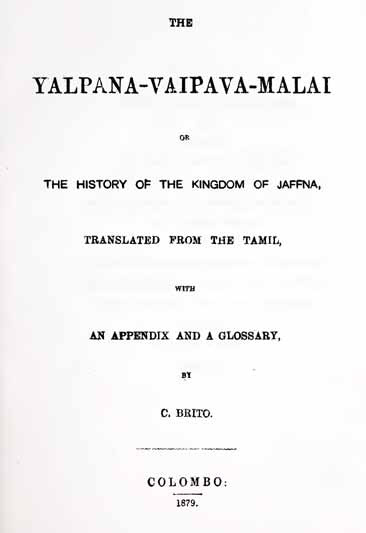 THE
YALPANA-VAIPAVA-MALAI
OR
THE HISTORY OF THE KINGDOM OF JAFFNA,
TRANSLATED FROM THE TAMIL,
WITH
AN APPENDIX AND A GLOSSARY,
BY
C. BRITO.
COLOMBO:
1879.